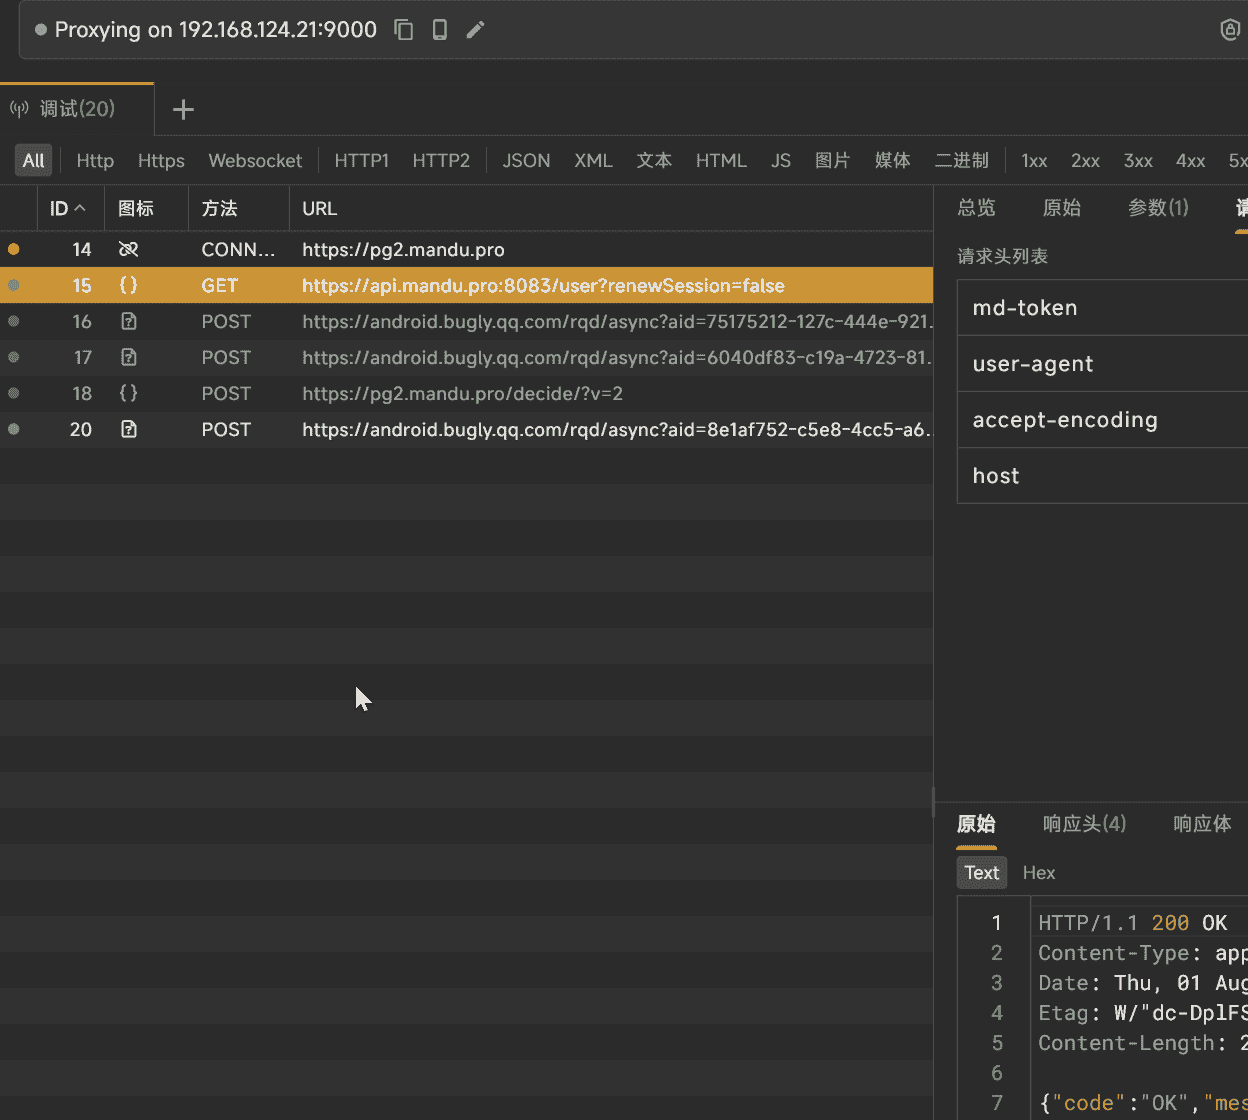 Proxying on 192.168.124.21:9000
调试(20)
All Http Https Websocket HTTP1 HTTP2 JSON XML 文本 HTML JS 图片 媒体 二进制 1xx 2xx 3xx 4xx 5x
ID 图标 方法 URL
14 CONN... https://pg2.mandu.pro
15 GET https://api.mandu.pro:8083/user?renewSession=false
16 POST https://android.bugly.qq.com/rqd/async?aid=75175212-127c-444e-921...
17 POST https://android.bugly.qq.com/rqd/async?aid=6040df83-c19a-4723-81...
18 POST https://pg2.mandu.pro/decide/?v=2
20 POST https://android.bugly.qq.com/rqd/async?aid=8e1af752-c5e8-4cc5-a6...
总览 原始 参数(1)
请求头列表
md-token
user-agent
accept-encoding
host
原始 响应头(4) 响应体
Text Hex
1 HTTP/1.1 200 OK
2 Content-Type: app
3 Date: Thu, 01 Aug
4 Etag: W/"dc-DplFS
5 Content-Length: 2
6
7 {"code":"OK","mes